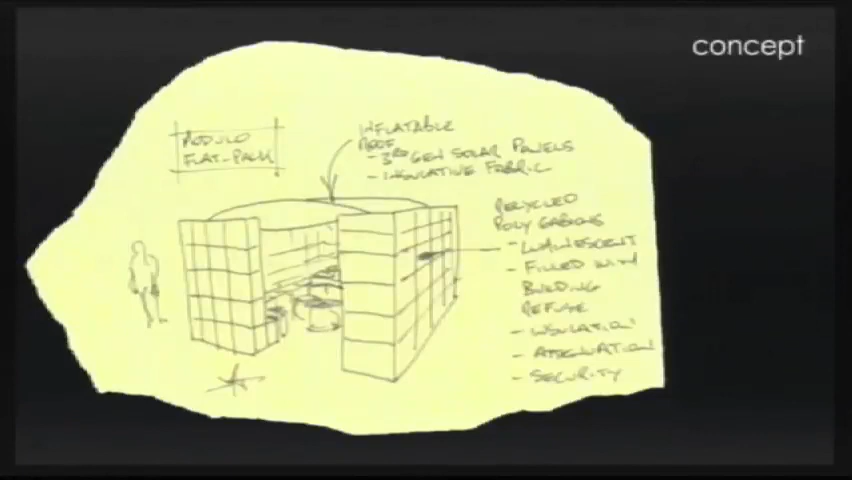 concept
MODULO
FLAT-PACK
INFLATABLE
ROOF
- 3RD GEN SOLAR PANELS
- INSULATIVE FABRIC
RECYCLED
POLY GABIONS
- LUMINESCENT
- FILLED WITH
BUILDING
REFUSE
- INSULATION
- ATTENUATION
- SECURITY